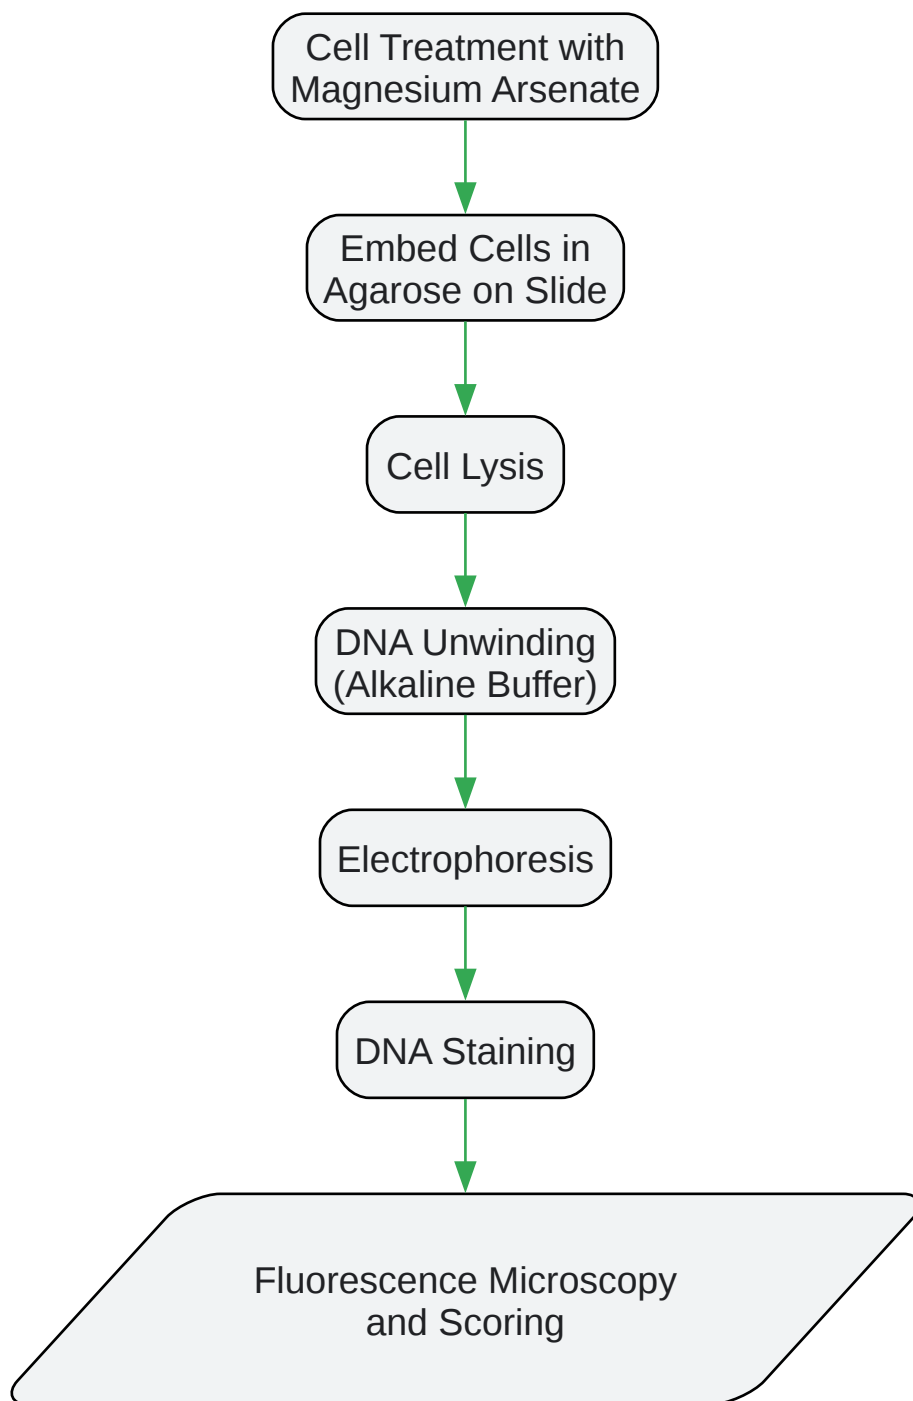 Cell Treatment with
Magnesium Arsenate
Embed Cells in
Agarose on Slide
Cell Lysis
DNA Unwinding
(Alkaline Buffer)
Electrophoresis
DNA Staining
Fluorescence Microscopy
and Scoring